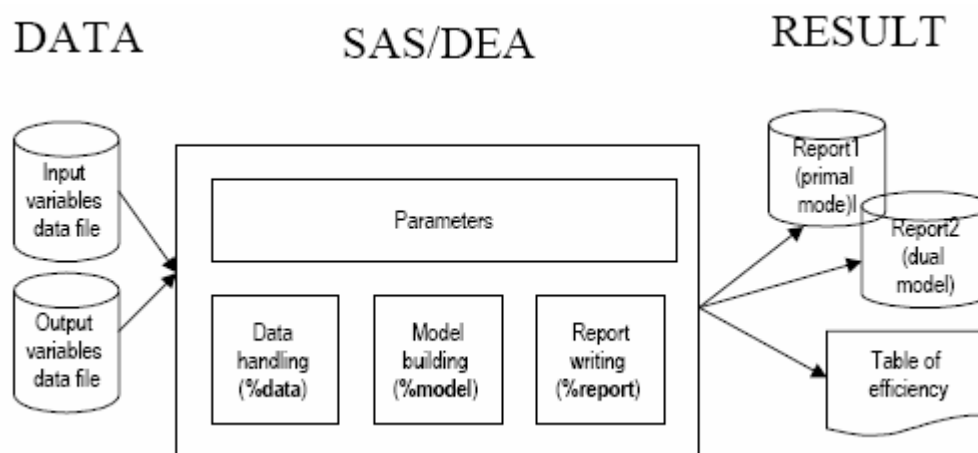 DATA
SAS/DEA
RESULT
Input
variables
data file
Output
variables
data file
Parameters
Data
handling
(%data)
Model
building
(%model)
Report
writing
(%report)
Report1
(primal
mode)l
Report2
(dual
model)
Table of
efficiency